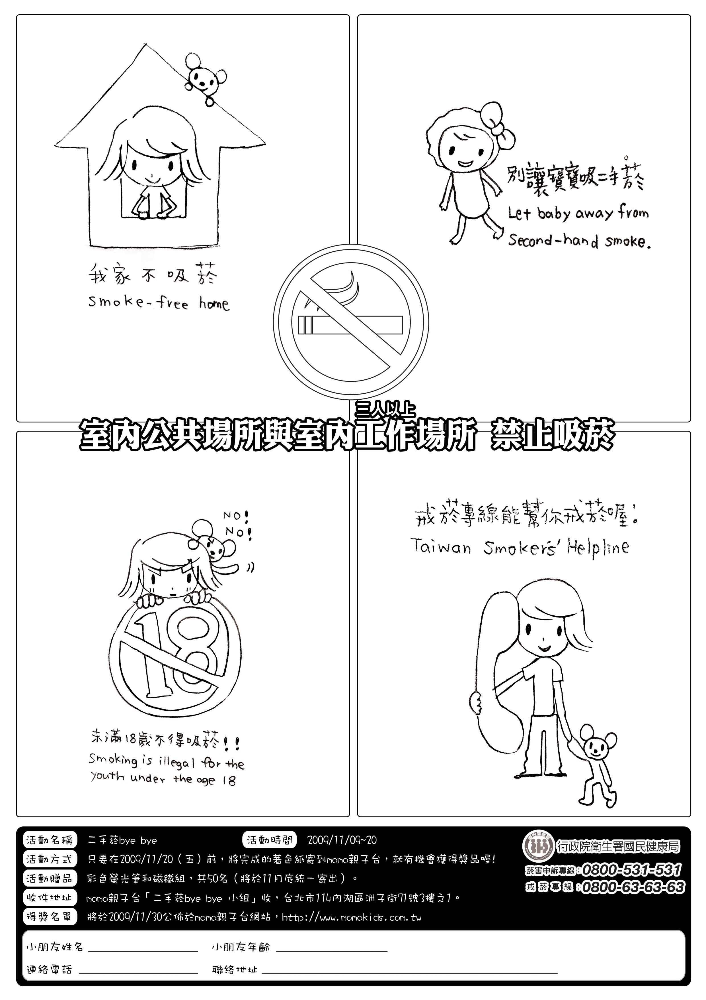 我家不吸菸
Smoke-free home
別讓寶寶吸二手菸。
Let baby away from
Second-hand smoke.
三人以上
室內公共場所與室內工作場所 禁止吸菸
NO!
NO!
18
未滿18歲不得吸菸!!
Smoking is illegal for the
youth under the age 18
戒菸專線能幫你戒菸喔!
Taiwan Smokers' Helpline
活動名稱 二手菸bye bye 活動時間 2009/11/09~20
活動方式 只要在2009/11/20(五)前,將完成的著色紙寄到momo親子台,就有機會獲得獎品喔!
活動贈品 彩色螢光筆和磁鐵組,共50名(將於11月底統一寄出)。
收件地址 momo親子台「二手菸bye bye 小組」收,台北市114內湖區洲子街71號3樓之1。
得獎名單 將於2009/11/30公佈於momo親子台網站,http://www.momokids.com.tw
行政院衛生署國民健康局
菸害申訴專線:0800-531-531
戒菸專線:0800-63-63-63
小朋友姓名 小朋友年齡
連絡電話 聯絡地址